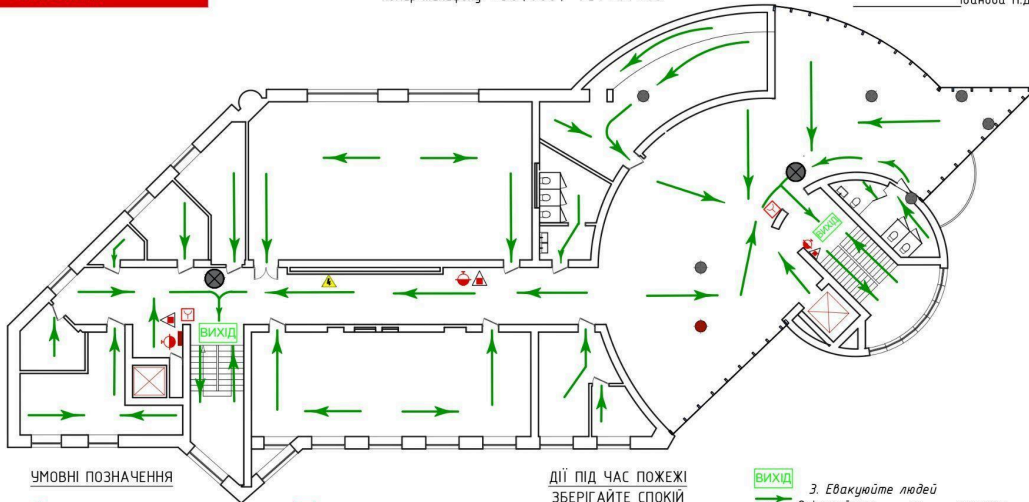 ВИХІД
ВИХІД
УМОВНІ ПОЗНАЧЕННЯ
ДІЇ ПІД ЧАС ПОЖЕЖІ
ЗБЕРІГАЙТЕ СПОКІЙ
ВИХІД
3. Евакуюйте людей